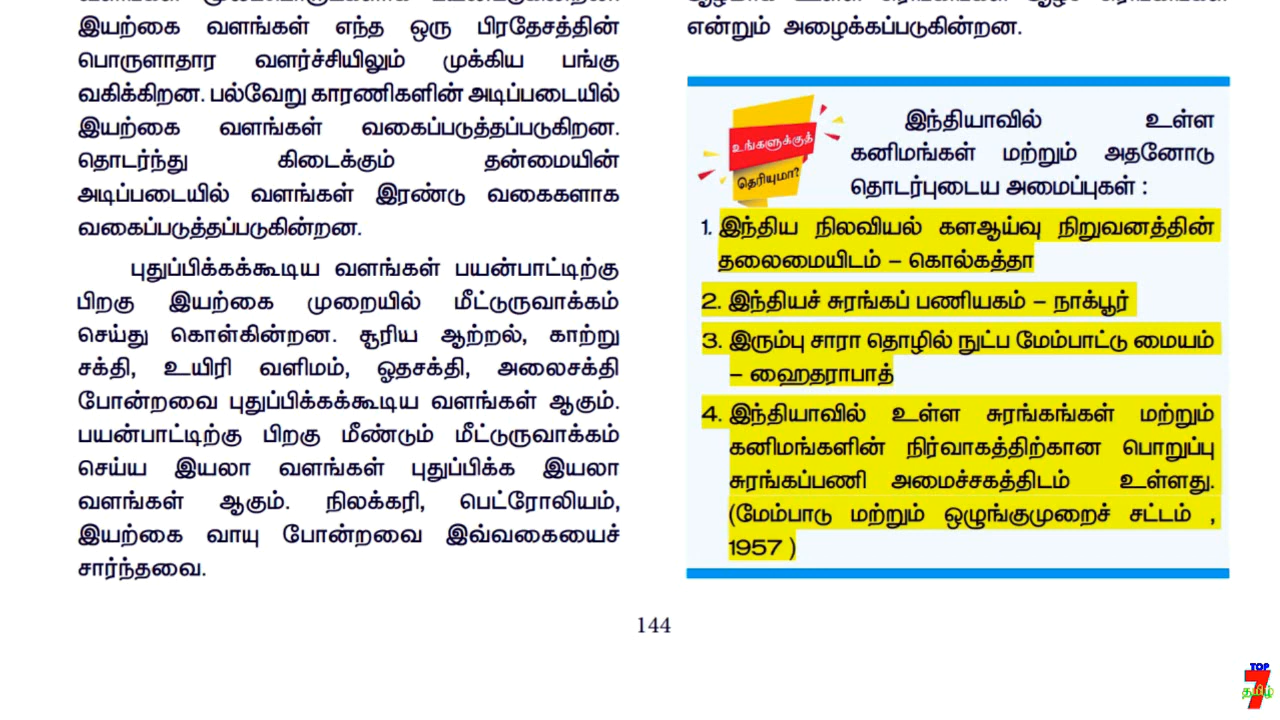 இயற்கை வளங்கள் எந்த ஒரு பிரதேசத்தின்
பொருளாதார வளர்ச்சியிலும் முக்கிய பங்கு
வகிக்கிறன. பல்வேறு காரணிகளின் அடிப்படையில்
இயற்கை வளங்கள் வகைப்படுத்தப்படுகிறன.
தொடர்ந்து கிடைக்கும் தன்மையின்
அடிப்படையில் வளங்கள் இரண்டு வகைகளாக
வகைப்படுத்தப்படுகின்றன.
புதுப்பிக்கக்கூடிய வளங்கள் பயன்பாட்டிற்கு
பிறகு இயற்கை முறையில் மீட்டுருவாக்கம்
செய்து கொள்கின்றன. சூரிய ஆற்றல், காற்று
சக்தி, உயிரி வளிமம், ஓதசக்தி, அலைசக்தி
போன்றவை புதுப்பிக்கக்கூடிய வளங்கள் ஆகும்.
பயன்பாட்டிற்கு பிறகு மீண்டும் மீட்டுருவாக்கம்
செய்ய இயலா வளங்கள் புதுப்பிக்க இயலா
வளங்கள் ஆகும். நிலக்கரி, பெட்ரோலியம்,
இயற்கை வாயு போன்றவை இவ்வகையைச்
சார்ந்தவை.
என்றும் அழைக்கப்படுகின்றன.
உங்களுக்குத்
தெரியுமா?
இந்தியாவில் உள்ள
கனிமங்கள் மற்றும் அதனோடு
தொடர்புடைய அமைப்புகள் :
1. இந்திய நிலவியல் களஆய்வு நிறுவனத்தின்
தலைமையிடம் – கொல்கத்தா
2. இந்தியச் சுரங்கப் பணியகம் – நாக்பூர்
3. இரும்பு சாரா தொழில் நுட்ப மேம்பாட்டு மையம்
– ஹைதராபாத்
4. இந்தியாவில் உள்ள சுரங்கங்கள் மற்றும்
கனிமங்களின் நிர்வாகத்திற்கான பொறுப்பு
சுரங்கப்பணி அமைச்சகத்திடம் உள்ளது.
(மேம்பாடு மற்றும் ஒழுங்குமுறைச் சட்டம் ,
1957 )
144
TOP
7
தமிழ்